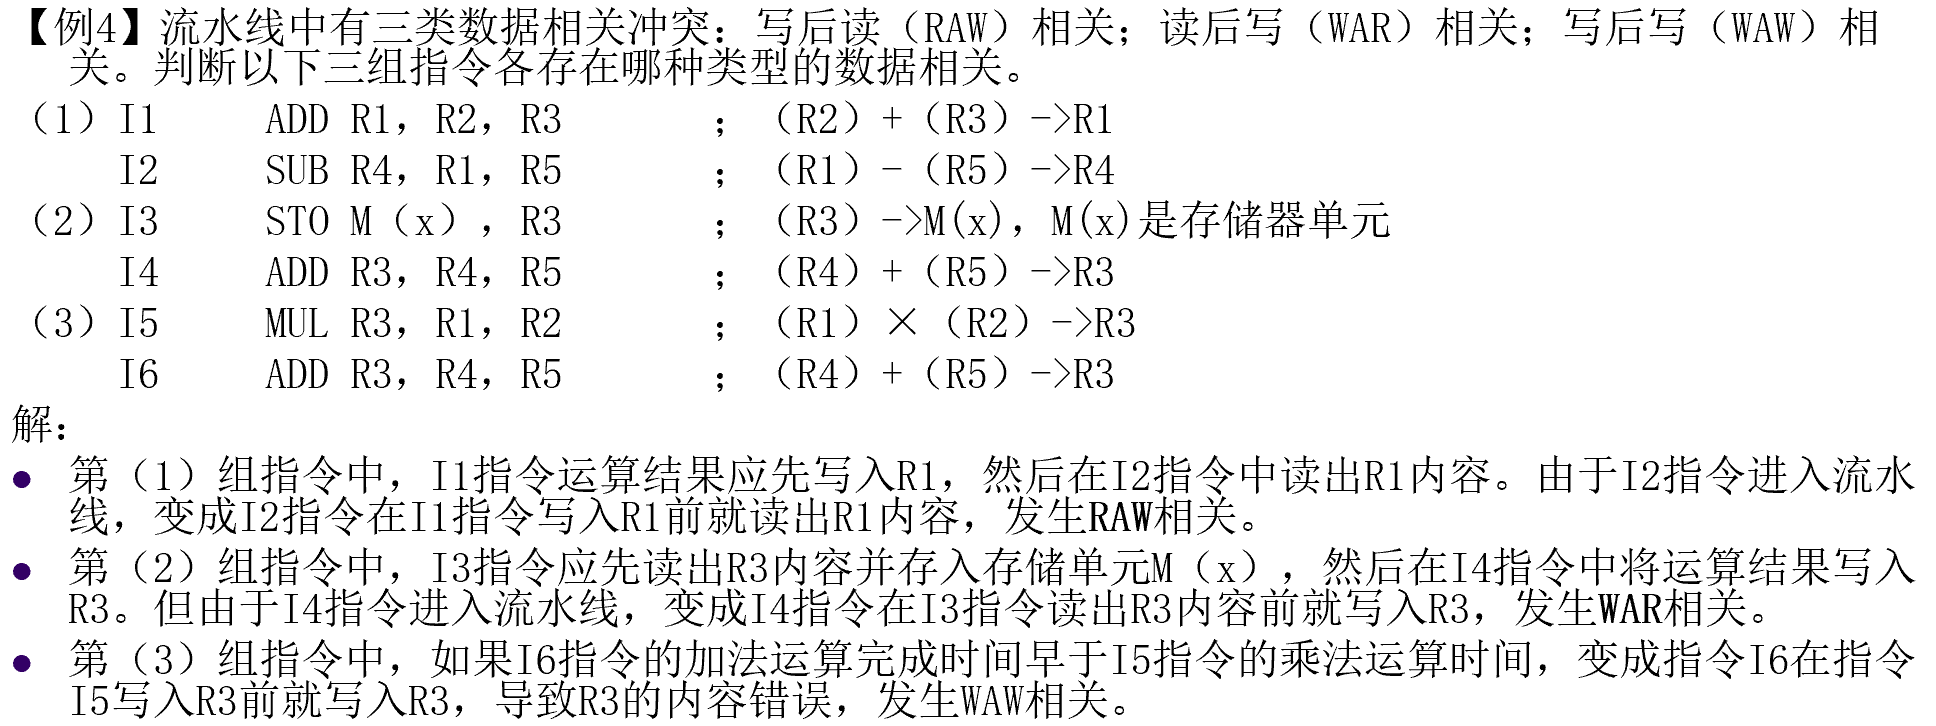 【例4】流水线中有三类数据相关冲突：写后读（RAW）相关；读后写（WAR）相关；写后写（WAW）相
关。判断以下三组指令各存在哪种类型的数据相关。
（1）I1 ADD R1，R2，R3 ；（R2）+（R3）->R1
I2 SUB R4，R1，R5 ；（R1）-（R5）->R4
（2）I3 STO M（x），R3 ；（R3）->M(x)，M(x)是存储器单元
I4 ADD R3，R4，R5 ；（R4）+（R5）->R3
（3）I5 MUL R3，R1，R2 ；（R1）×（R2）->R3
I6 ADD R3，R4，R5 ；（R4）+（R5）->R3
解：
● 第（1）组指令中，I1指令运算结果应先写入R1，然后在I2指令中读出R1内容。由于I2指令进入流水
线，变成I2指令在I1指令写入R1前就读出R1内容，发生RAW相关。
● 第（2）组指令中，I3指令应先读出R3内容并存入存储单元M（x），然后在I4指令中将运算结果写入
R3。但由于I4指令进入流水线，变成I4指令在I3指令读出R3内容前就写入R3，发生WAR相关。
● 第（3）组指令中，如果I6指令的加法运算完成时间早于I5指令的乘法运算时间，变成指令I6在指令
I5写入R3前就写入R3，导致R3的内容错误，发生WAW相关。